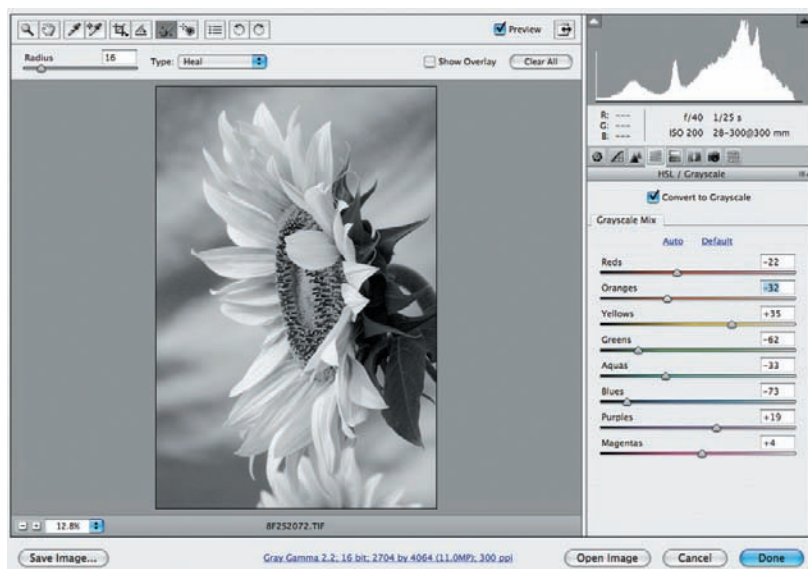 Preview
Radius 16 Type: Heal Show Overlay Clear All
R: ---
G: ---
B: ---
f/40 1/25 s
ISO 200 28-300@300 mm
HSL / Grayscale
Convert to Grayscale
Grayscale Mix
Auto Default
Reds -22
Oranges -32
Yellows +35
Greens -62
Aquas -33
Blues -73
Purples +19
Magentas +4
12.8% 8F2S2072.TIF
Save Image... Gray Gamma 2.2; 16 bit; 2704 by 4064 (11.0MP); 300 ppi Open Image Cancel Done